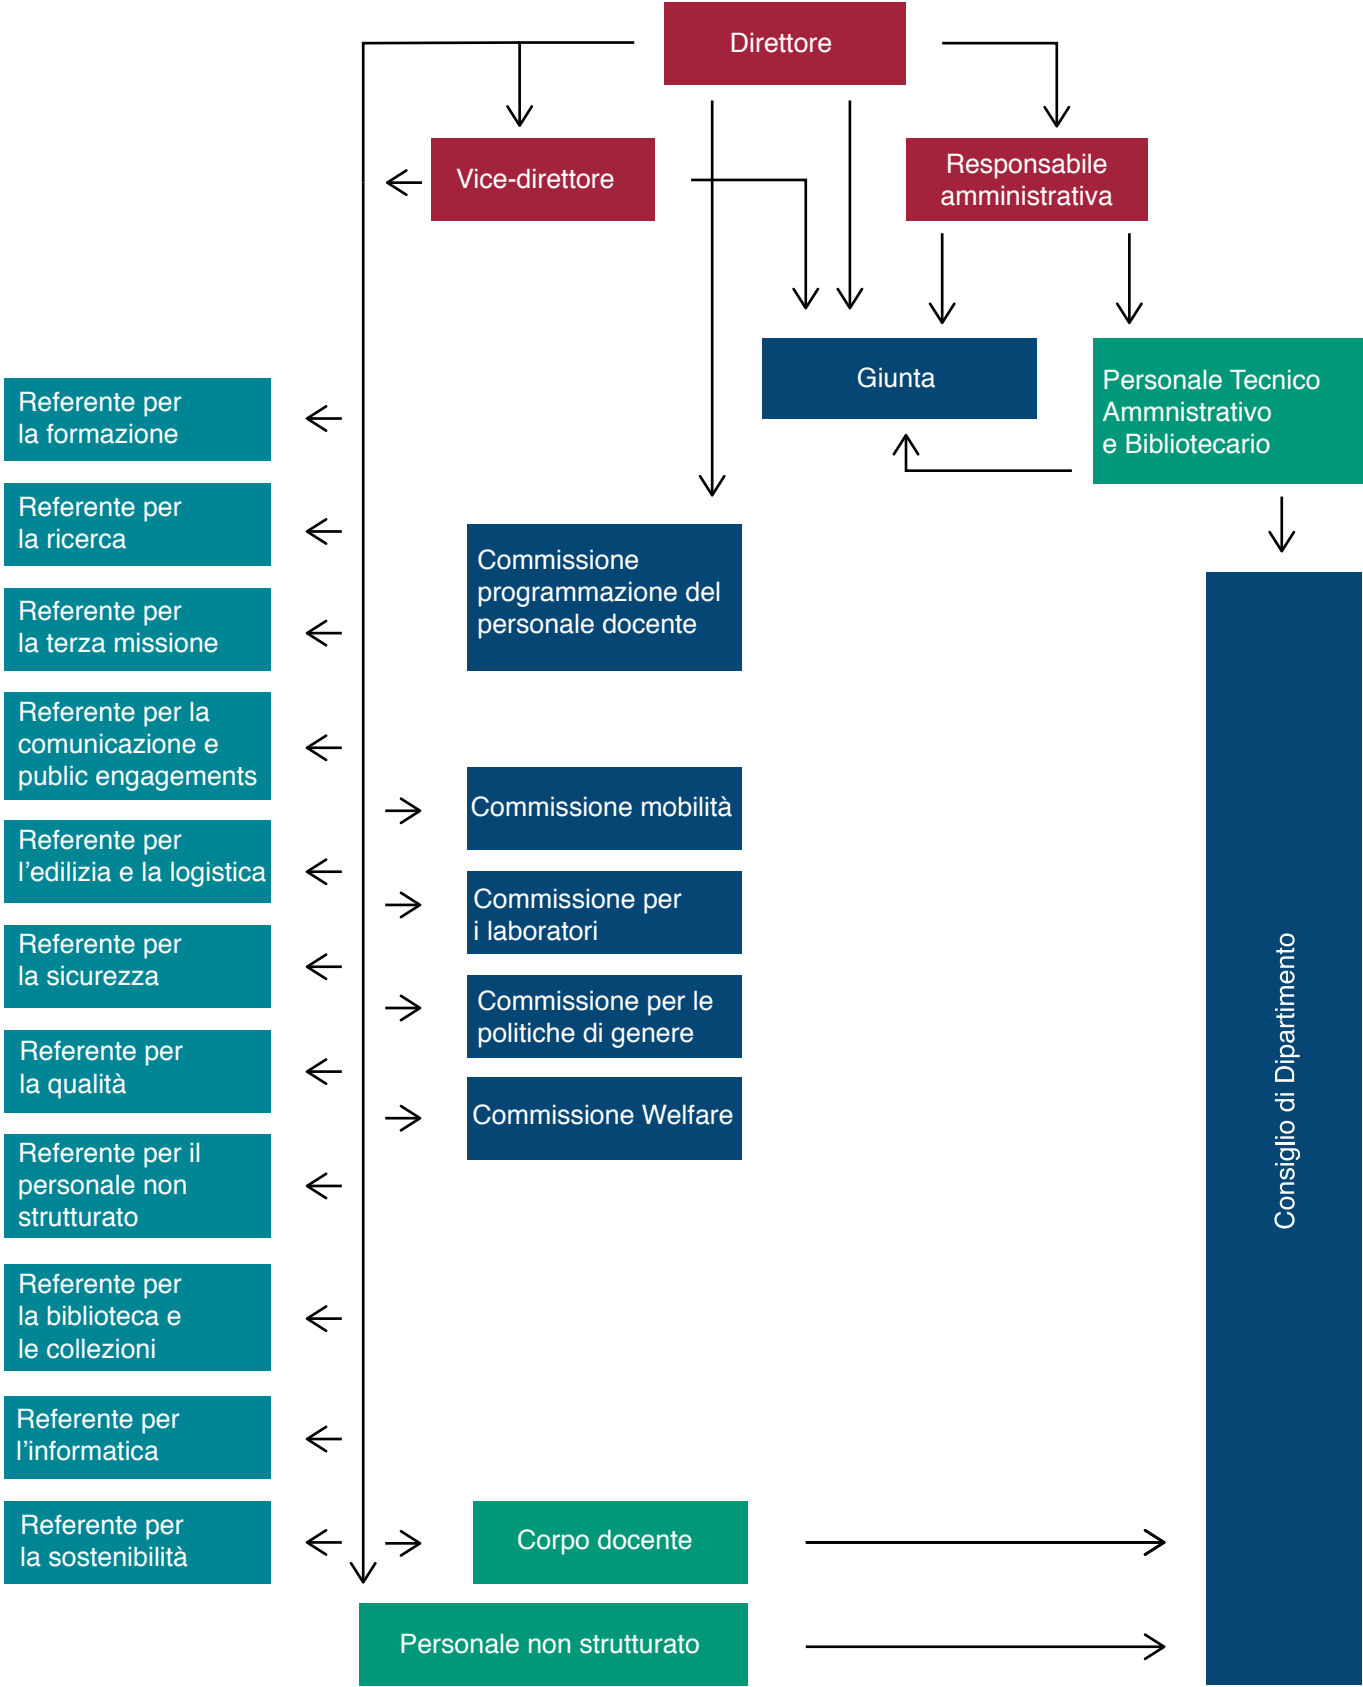 Direttore
Vice-direttore
Responsabile
amministrativa
Giunta
Personale Tecnico
Ammnistrativo
e Bibliotecario
Referente per
la formazione
Referente per
la ricerca
Referente per
la terza missione
Referente per la
comunicazione e
public engagements
Referente per
l'edilizia e la logistica
Referente per
la sicurezza
Referente per
la qualità
Referente per il
personale non
strutturato
Referente per
la biblioteca e
le collezioni
Referente per
l'informatica
Referente per
la sostenibilità
Commissione
programmazione del
personale docente
Commissione mobilità
Commissione per
i laboratori
Commissione per le
politiche di genere
Commissione Welfare
Corpo docente
Personale non strutturato
Consiglio di Dipartimento